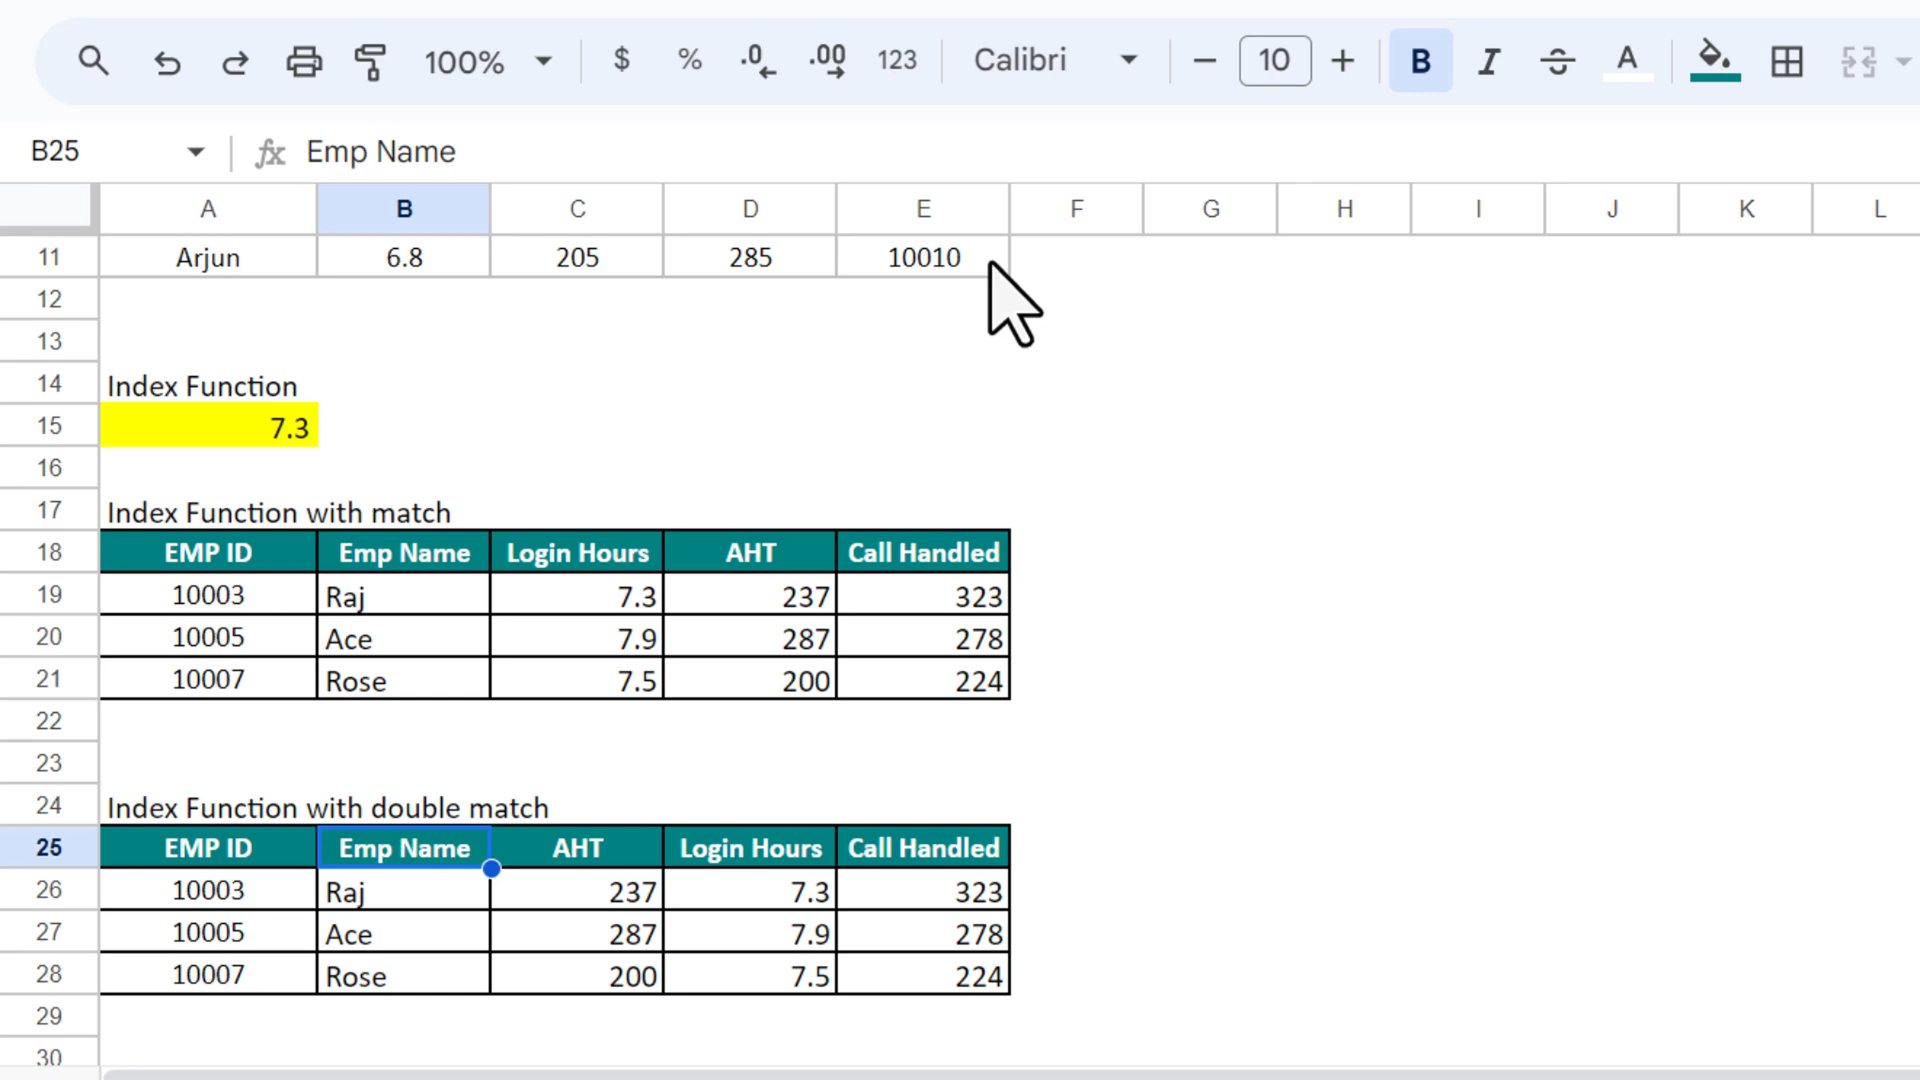 100% $ % .0 .00 123 Calibri 10 B I A
B25 fx Emp Name
A B C D E F G H I J K L
11 Arjun 6.8 205 285 10010
12
13
14 Index Function
15 7.3
16
17 Index Function with match
18 EMP ID Emp Name Login Hours AHT Call Handled
19 10003 Raj 7.3 237 323
20 10005 Ace 7.9 287 278
21 10007 Rose 7.5 200 224
22
23
24 Index Function with double match
25 EMP ID Emp Name AHT Login Hours Call Handled
26 10003 Raj 237 7.3 323
27 10005 Ace 287 7.9 278
28 10007 Rose 200 7.5 224
29
30